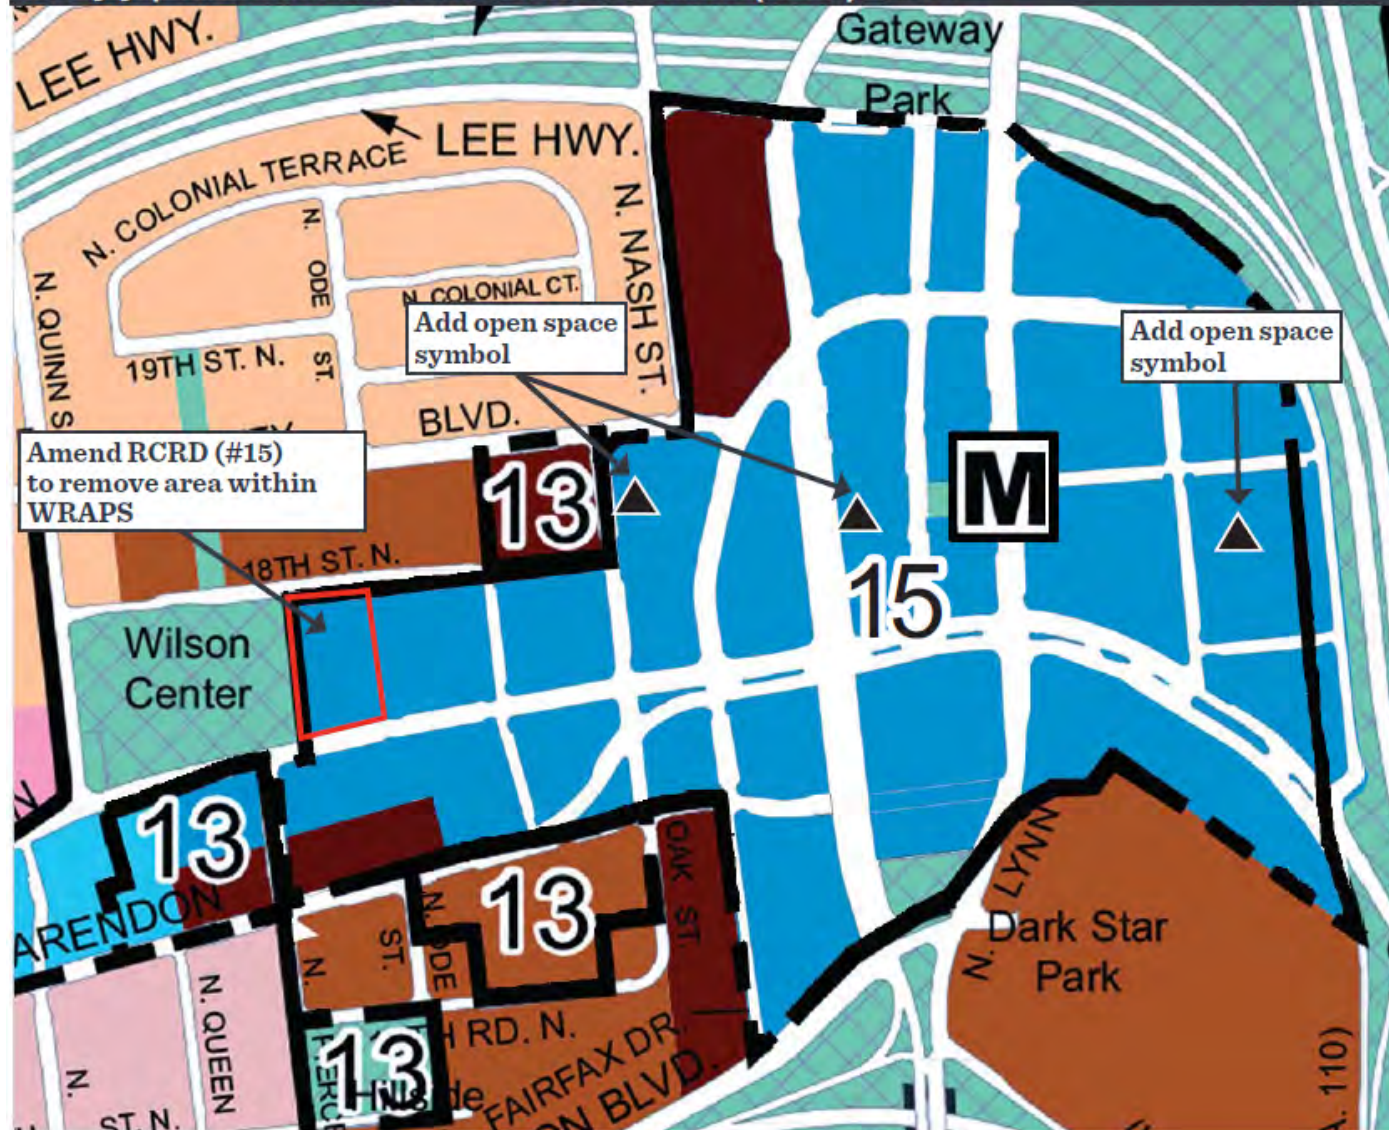 Gateway
Park
LEE HWY.
LEE HWY.
N. COLONIAL TERRACE
N. NASH ST.
N.
ODE
ST.
N. QUINN S
N. COLONIAL CT.
Add open space
symbol
Add open space
symbol
19TH ST. N.
BLVD.
Amend RCRD (#15)
to remove area within
WRAPS
13
M
18TH ST. N.
15
Wilson
Center
13
ARENDON
OAK ST.
N. LYNN
13
N. ODE
ST.
N.
Dark Star
Park
N. QUEEN
N.
ST. N.
13
Hillside
H RD. N.
FAIRFAX DR.
ON BLVD.
110)